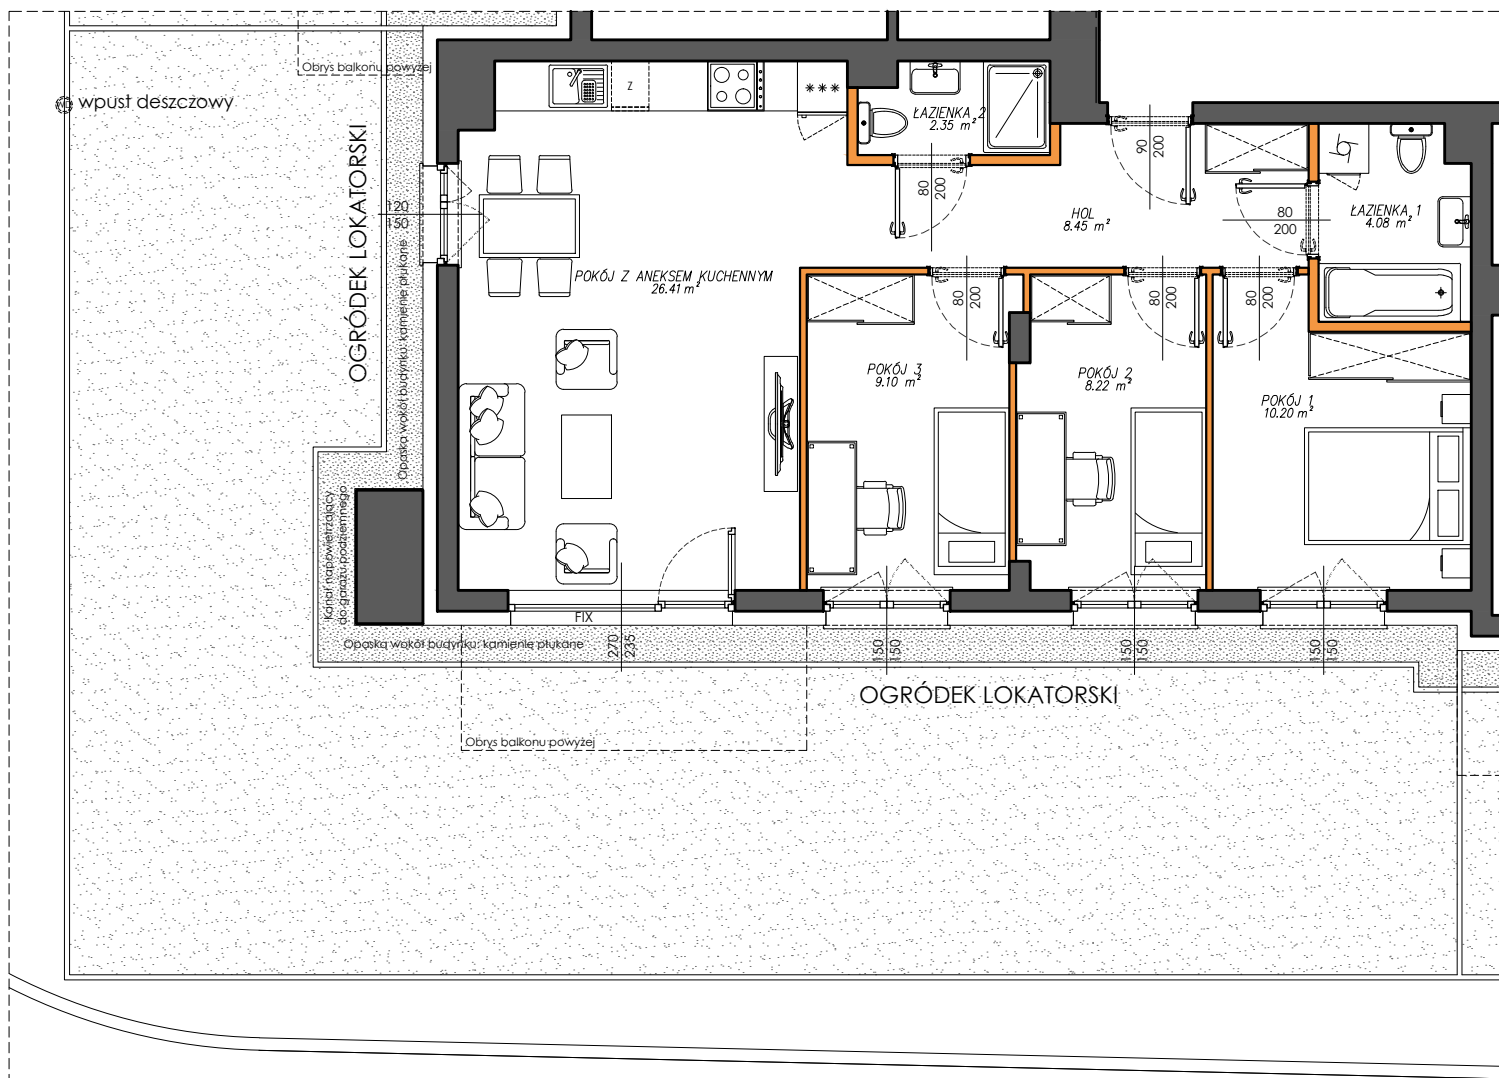 Obrys balkonu powyżej
wpust deszczowy
OGRÓDEK LOKATORSKI
120
150
Opaska wokół budynku: kamienie płukane
Z
***
ŁAZIENKA 2
2.35 m²
80
200
90
200
HOL
8.45 m²
80
200
ŁAZIENKA 1
4.08 m²
POKÓJ Z ANEKSEM KUCHENNYM
26.41 m²
80
200
80
200
80
200
POKÓJ 3
9.10 m²
POKÓJ 2
8.22 m²
POKÓJ 1
10.20 m²
Kanał napowietrzający
do garażu podziemnego
FIX
270
235
150
150
150
150
150
150
Opaska wokół budynku: kamienie płukane
OGRÓDEK LOKATORSKI
Obrys balkonu powyżej